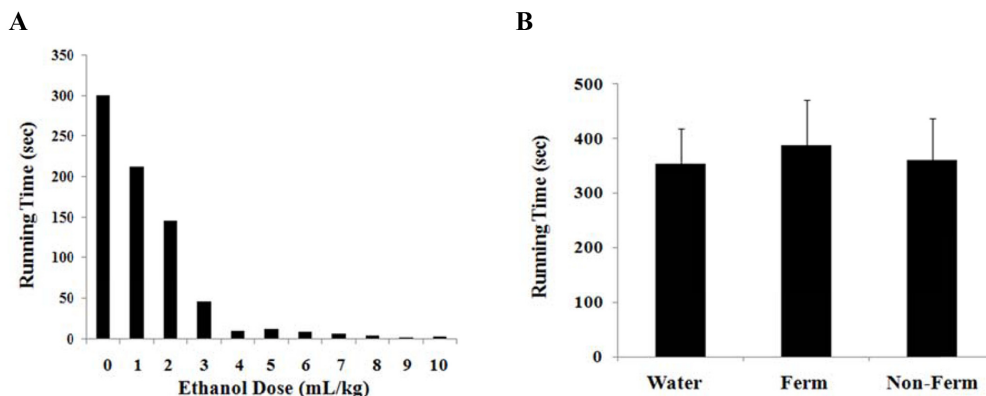 A
350
300
250
200
150
100
50
0
Running Time (sec)
0 1 2 3 4 5 6 7 8 9 10
Ethanol Dose (mL/kg)
B
500
400
300
200
100
0
Running Time (sec)
Water Ferm Non-Ferm